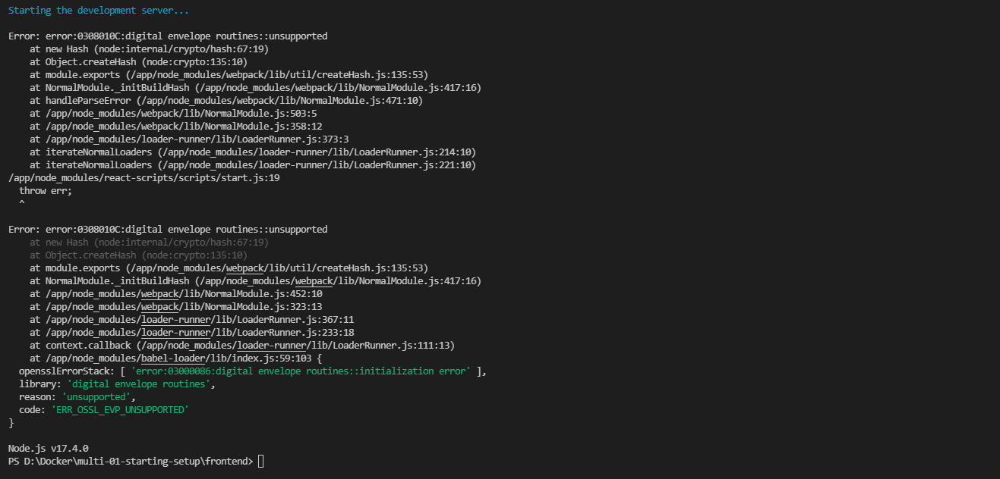 Starting the development server...
Error: error:0308010C:digital envelope routines::unsupported
    at new Hash (node:internal/crypto/hash:67:19)
    at Object.createHash (node:crypto:135:10)
    at module.exports (/app/node_modules/webpack/lib/util/createHash.js:135:53)
    at NormalModule._initBuildHash (/app/node_modules/webpack/lib/NormalModule.js:417:16)
    at handleParseError (/app/node_modules/webpack/lib/NormalModule.js:471:10)
    at /app/node_modules/webpack/lib/NormalModule.js:503:5
    at /app/node_modules/webpack/lib/NormalModule.js:358:12
    at /app/node_modules/loader-runner/lib/LoaderRunner.js:373:3
    at iterateNormalLoaders (/app/node_modules/loader-runner/lib/LoaderRunner.js:214:10)
    at iterateNormalLoaders (/app/node_modules/loader-runner/lib/LoaderRunner.js:221:10)
/app/node_modules/react-scripts/scripts/start.js:19
  throw err;
  ^
Error: error:0308010C:digital envelope routines::unsupported
    at new Hash (node:internal/crypto/hash:67:19)
    at Object.createHash (node:crypto:135:10)
    at module.exports (/app/node_modules/webpack/lib/util/createHash.js:135:53)
    at NormalModule._initBuildHash (/app/node_modules/webpack/lib/NormalModule.js:417:16)
    at /app/node_modules/webpack/lib/NormalModule.js:452:10
    at /app/node_modules/webpack/lib/NormalModule.js:323:13
    at /app/node_modules/loader-runner/lib/LoaderRunner.js:367:11
    at /app/node_modules/loader-runner/lib/LoaderRunner.js:233:18
    at context.callback (/app/node_modules/loader-runner/lib/LoaderRunner.js:111:13)
    at /app/node_modules/babel-loader/lib/index.js:59:103 {
  opensslErrorStack: [ 'error:03000086:digital envelope routines::initialization error' ],
  library: 'digital envelope routines',
  reason: 'unsupported',
  code: 'ERR_OSSL_EVP_UNSUPPORTED'
}
Node.js v17.4.0
PS D:\Docker\multi-01-starting-setup\frontend>